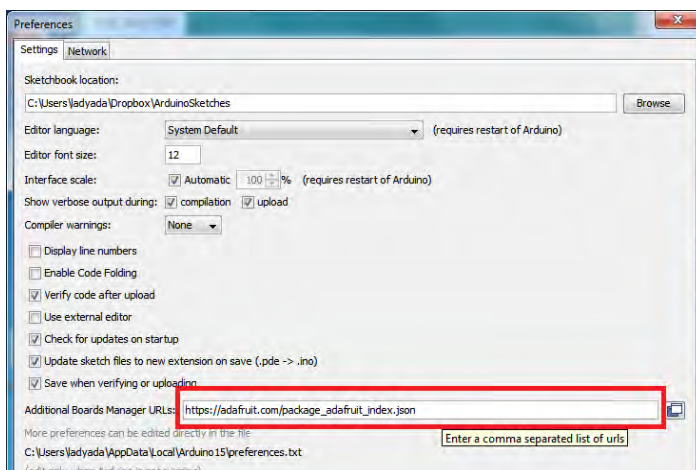 Preferences
Settings Network
Sketchbook location:
C:\Users\ladyada\Dropbox\ArduinoSketches Browse
Editor language: System Default (requires restart of Arduino)
Editor font size: 12
Interface scale: Automatic 100 % (requires restart of Arduino)
Show verbose output during: compilation upload
Compiler warnings: None
Display line numbers
Enable Code Folding
Verify code after upload
Use external editor
Check for updates on startup
Update sketch files to new extension on save (.pde -> .ino)
Save when verifying or uploading
Additional Boards Manager URLs: https://adafruit.com/package_adafruit_index.json
More preferences can be edited directly in the file
Enter a comma separated list of urls
C:\Users\ladyada\AppData\Local\Arduino15\preferences.txt